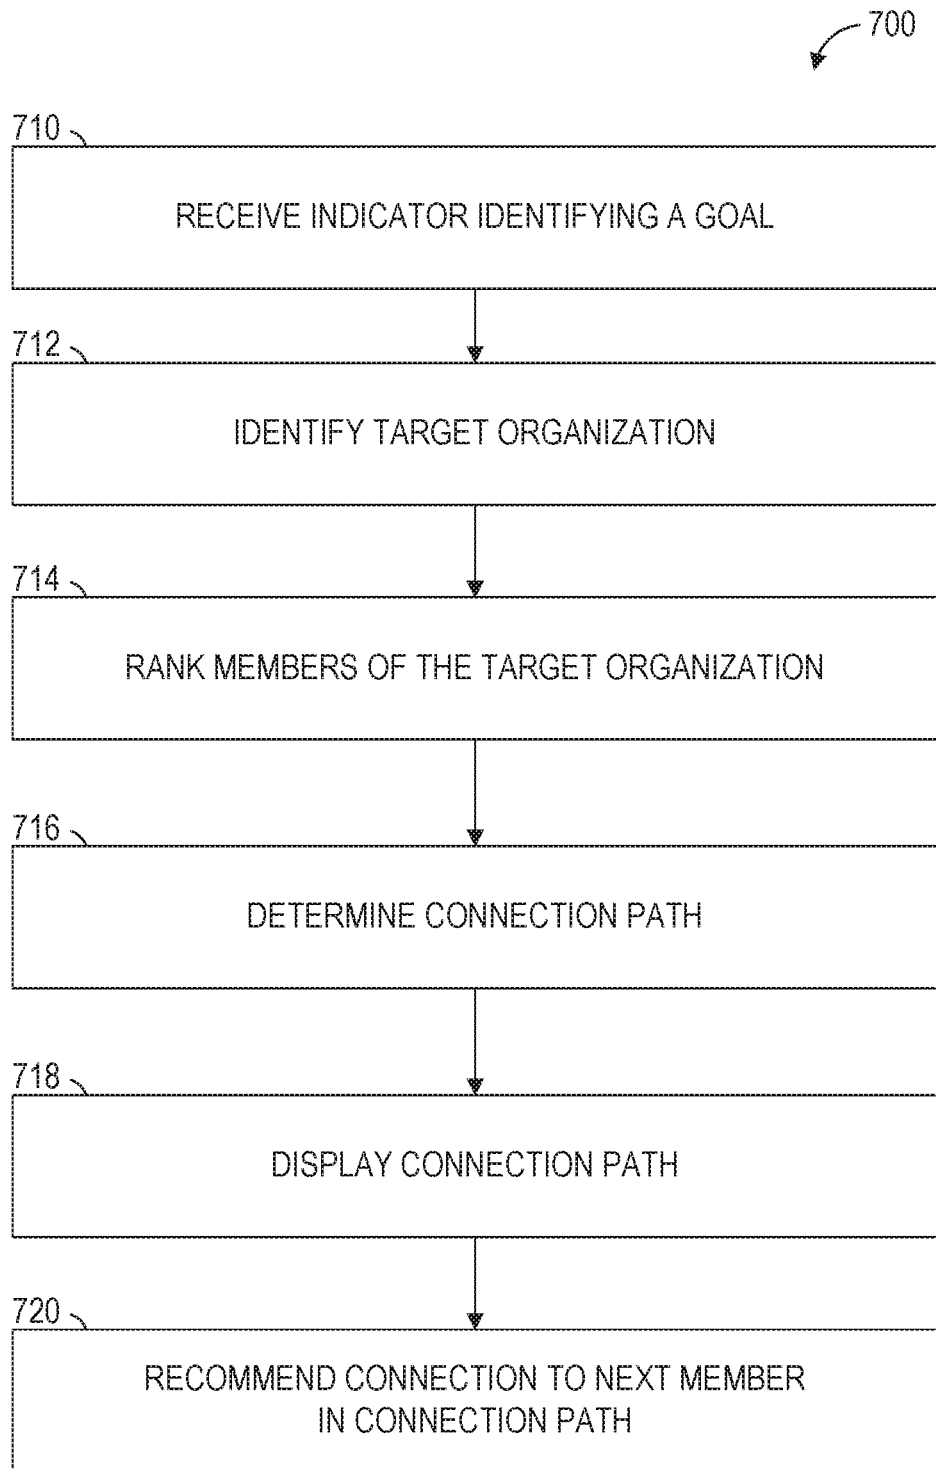 700
710
RECEIVE INDICATOR IDENTIFYING A GOAL
712
IDENTIFY TARGET ORGANIZATION
714
RANK MEMBERS OF THE TARGET ORGANIZATION
716
DETERMINE CONNECTION PATH
718
DISPLAY CONNECTION PATH
720
RECOMMEND CONNECTION TO NEXT MEMBER
IN CONNECTION PATH